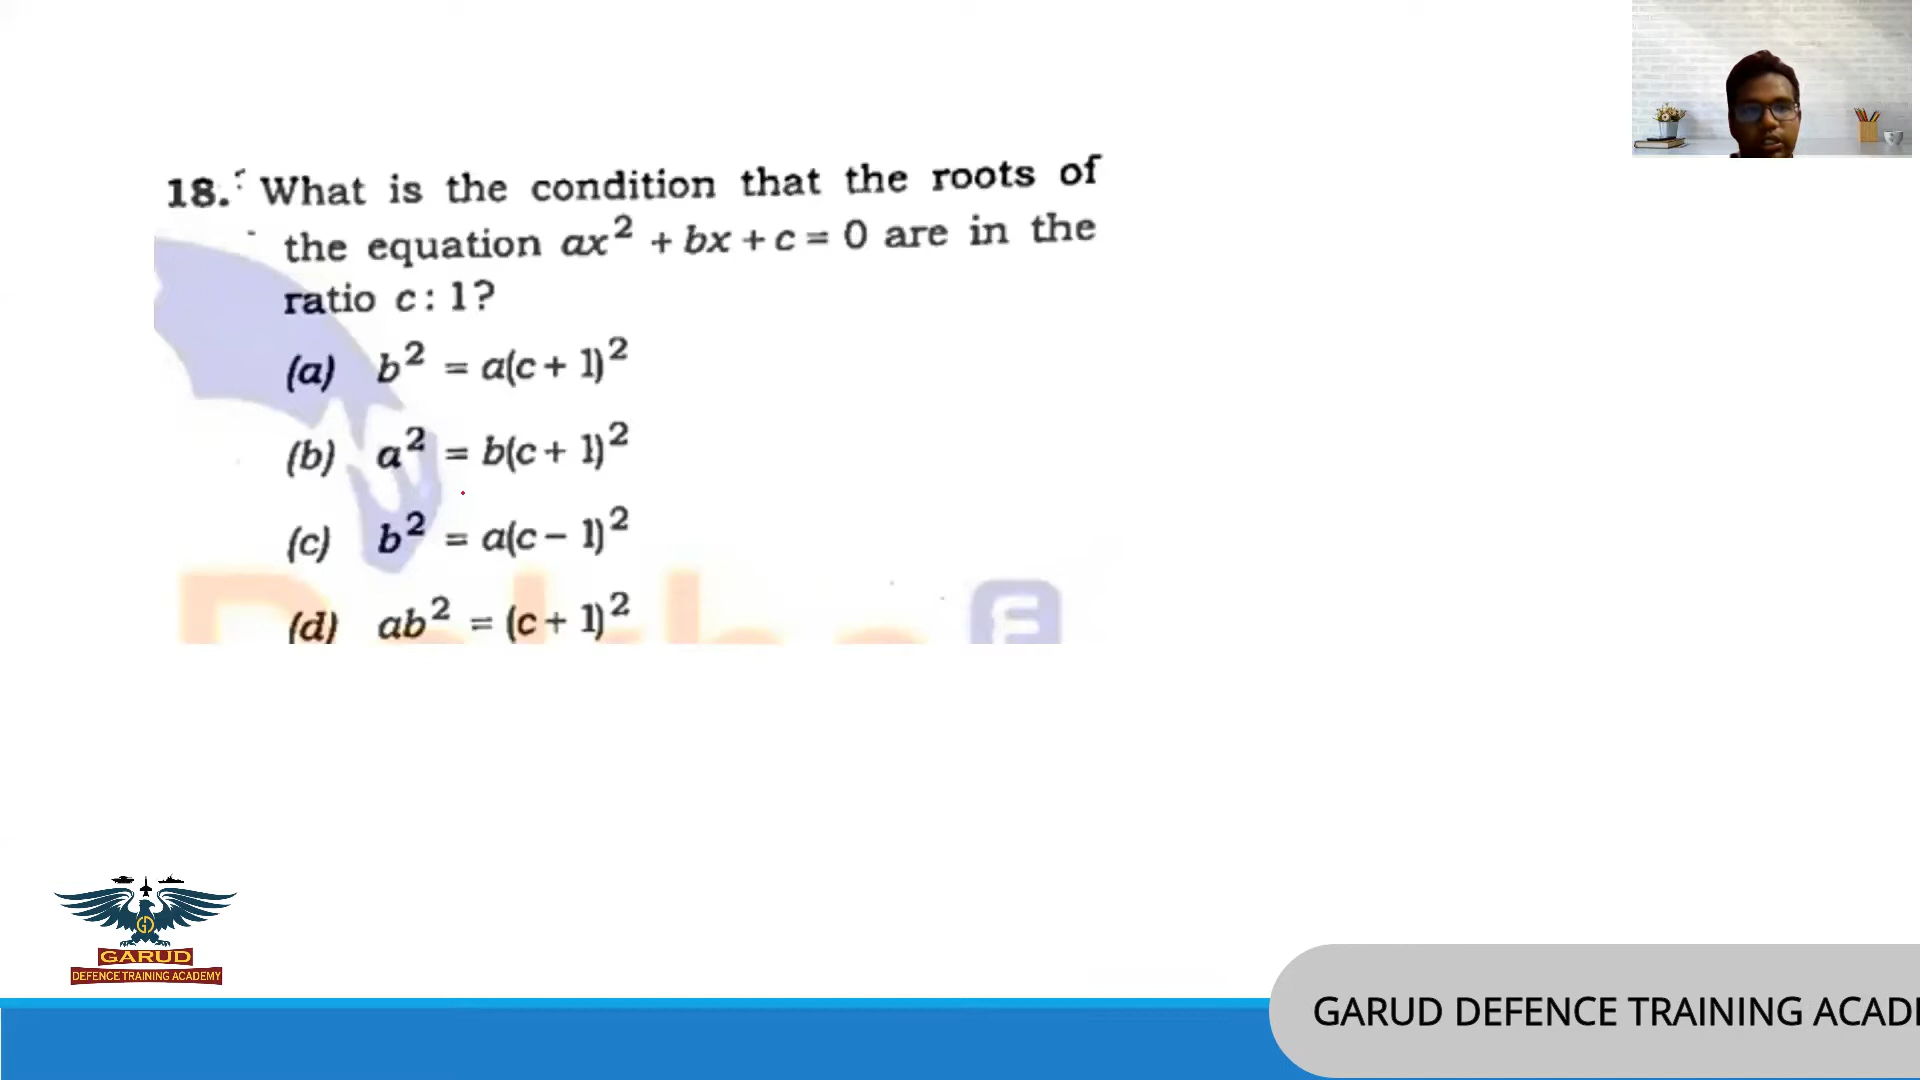 18. What is the condition that the roots of
the equation ax² + bx + c = 0 are in the
ratio c : 1?
(a) b² = a(c + 1)²
(b) a² = b(c + 1)²
(c) b² = a(c − 1)²
(d) ab² = (c + 1)²
GARUD
DEFENCE TRAINING ACADEMY
GARUD DEFENCE TRAINING ACAD